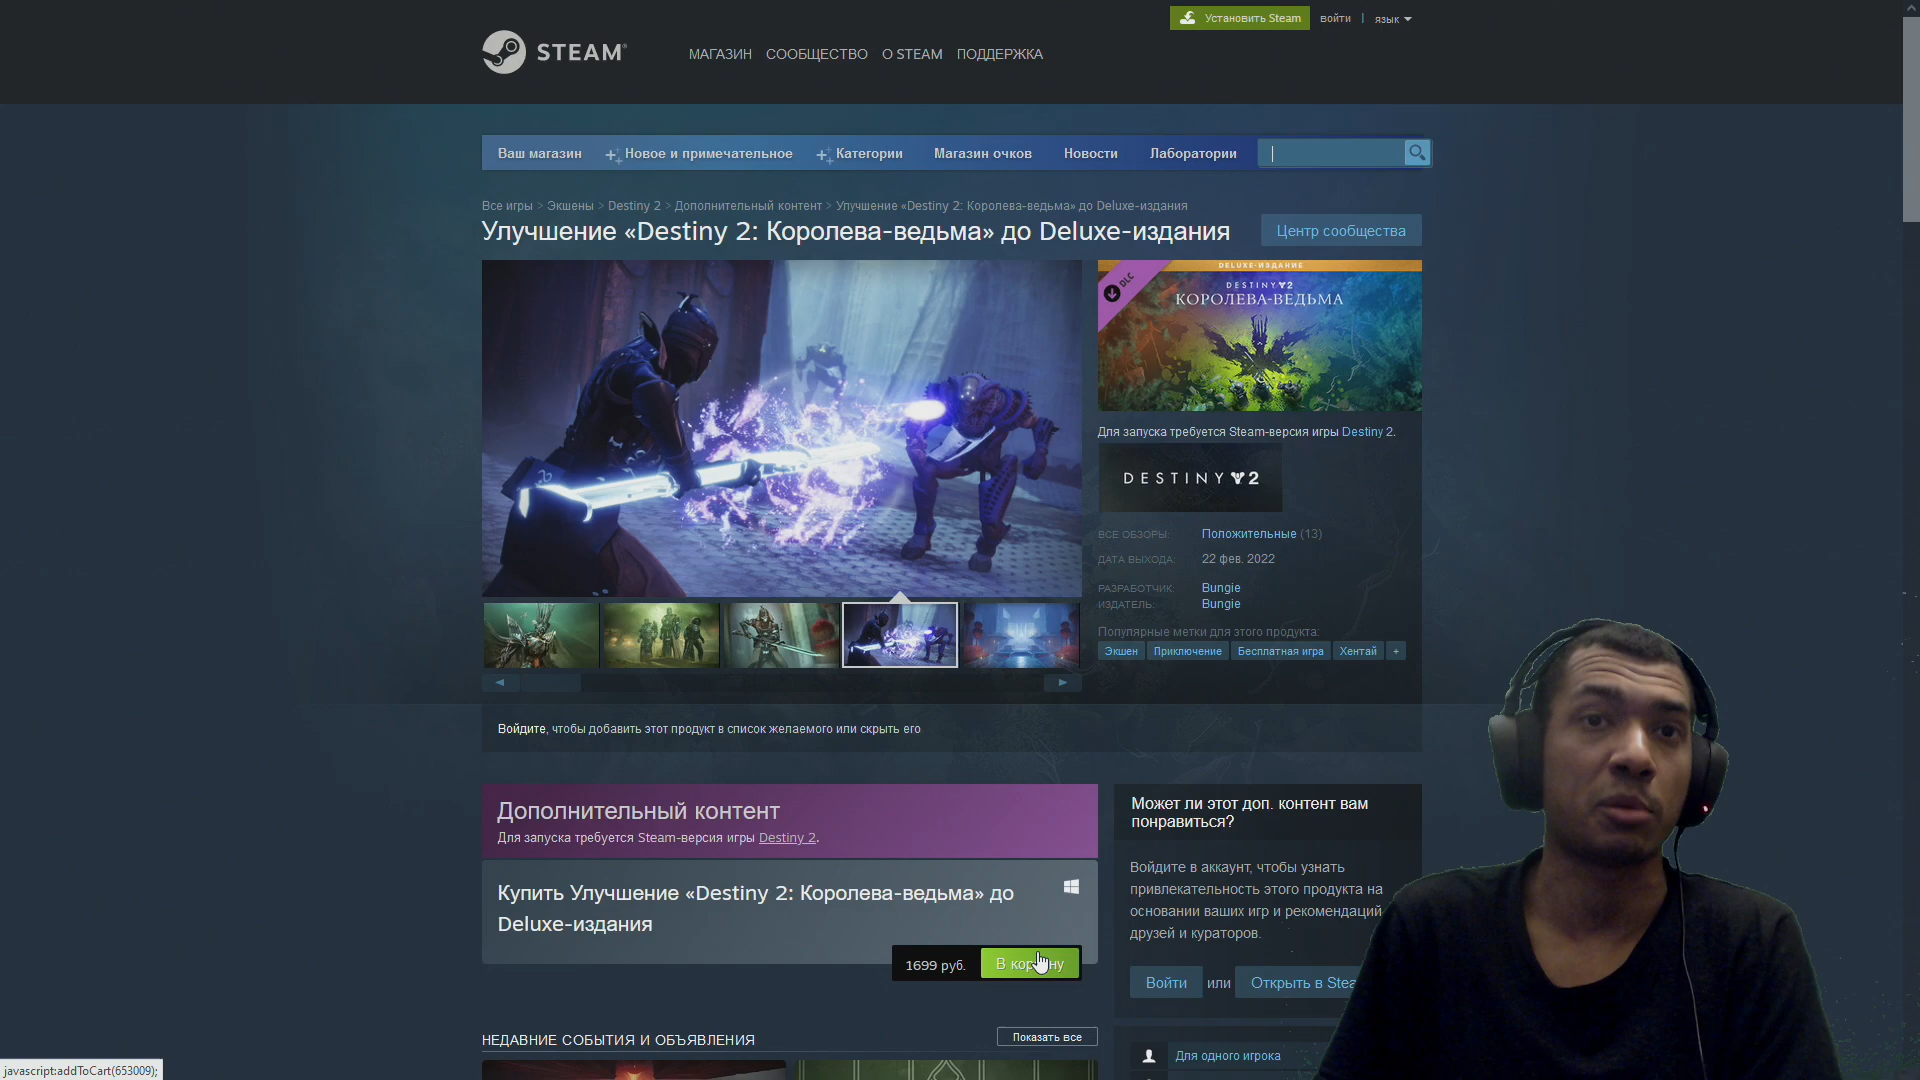 Установить Steam
войти | язык
STEAM
МАГАЗИН СООБЩЕСТВО О STEAM ПОДДЕРЖКА
Ваш магазин Новое и примечательное Категории Магазин очков Новости Лаборатории
Все игры > Экшены > Destiny 2 > Дополнительный контент > Улучшение «Destiny 2: Королева-ведьма» до Deluxe-издания
Улучшение «Destiny 2: Королева-ведьма» до Deluxe-издания
Центр сообщества
DELUXE-ИЗДАНИЕ
DLC
DESTINY 2
КОРОЛЕВА-ВЕДЬМА
Для запуска требуется Steam-версия игры Destiny 2.
DESTINY 2
ВСЕ ОБЗОРЫ: Положительные (13)
ДАТА ВЫХОДА: 22 фев. 2022
РАЗРАБОТЧИК: Bungie
ИЗДАТЕЛЬ: Bungie
Популярные метки для этого продукта:
Экшен Приключение Бесплатная игра Хентай +
Войдите, чтобы добавить этот продукт в список желаемого или скрыть его
Дополнительный контент
Для запуска требуется Steam-версия игры Destiny 2.
Купить Улучшение «Destiny 2: Королева-ведьма» до
Deluxe-издания
1699 руб.
Может ли этот доп. контент вам
понравиться?
Войдите в аккаунт, чтобы узнать
привлекательность этого продукта на
основании ваших игр и рекомендаций
друзей и кураторов.
Войти или Открыть в Stea
НЕДАВНИЕ СОБЫТИЯ И ОБЪЯВЛЕНИЯ
Показать все
Для одного игрока
javascript:addToCart(653009);